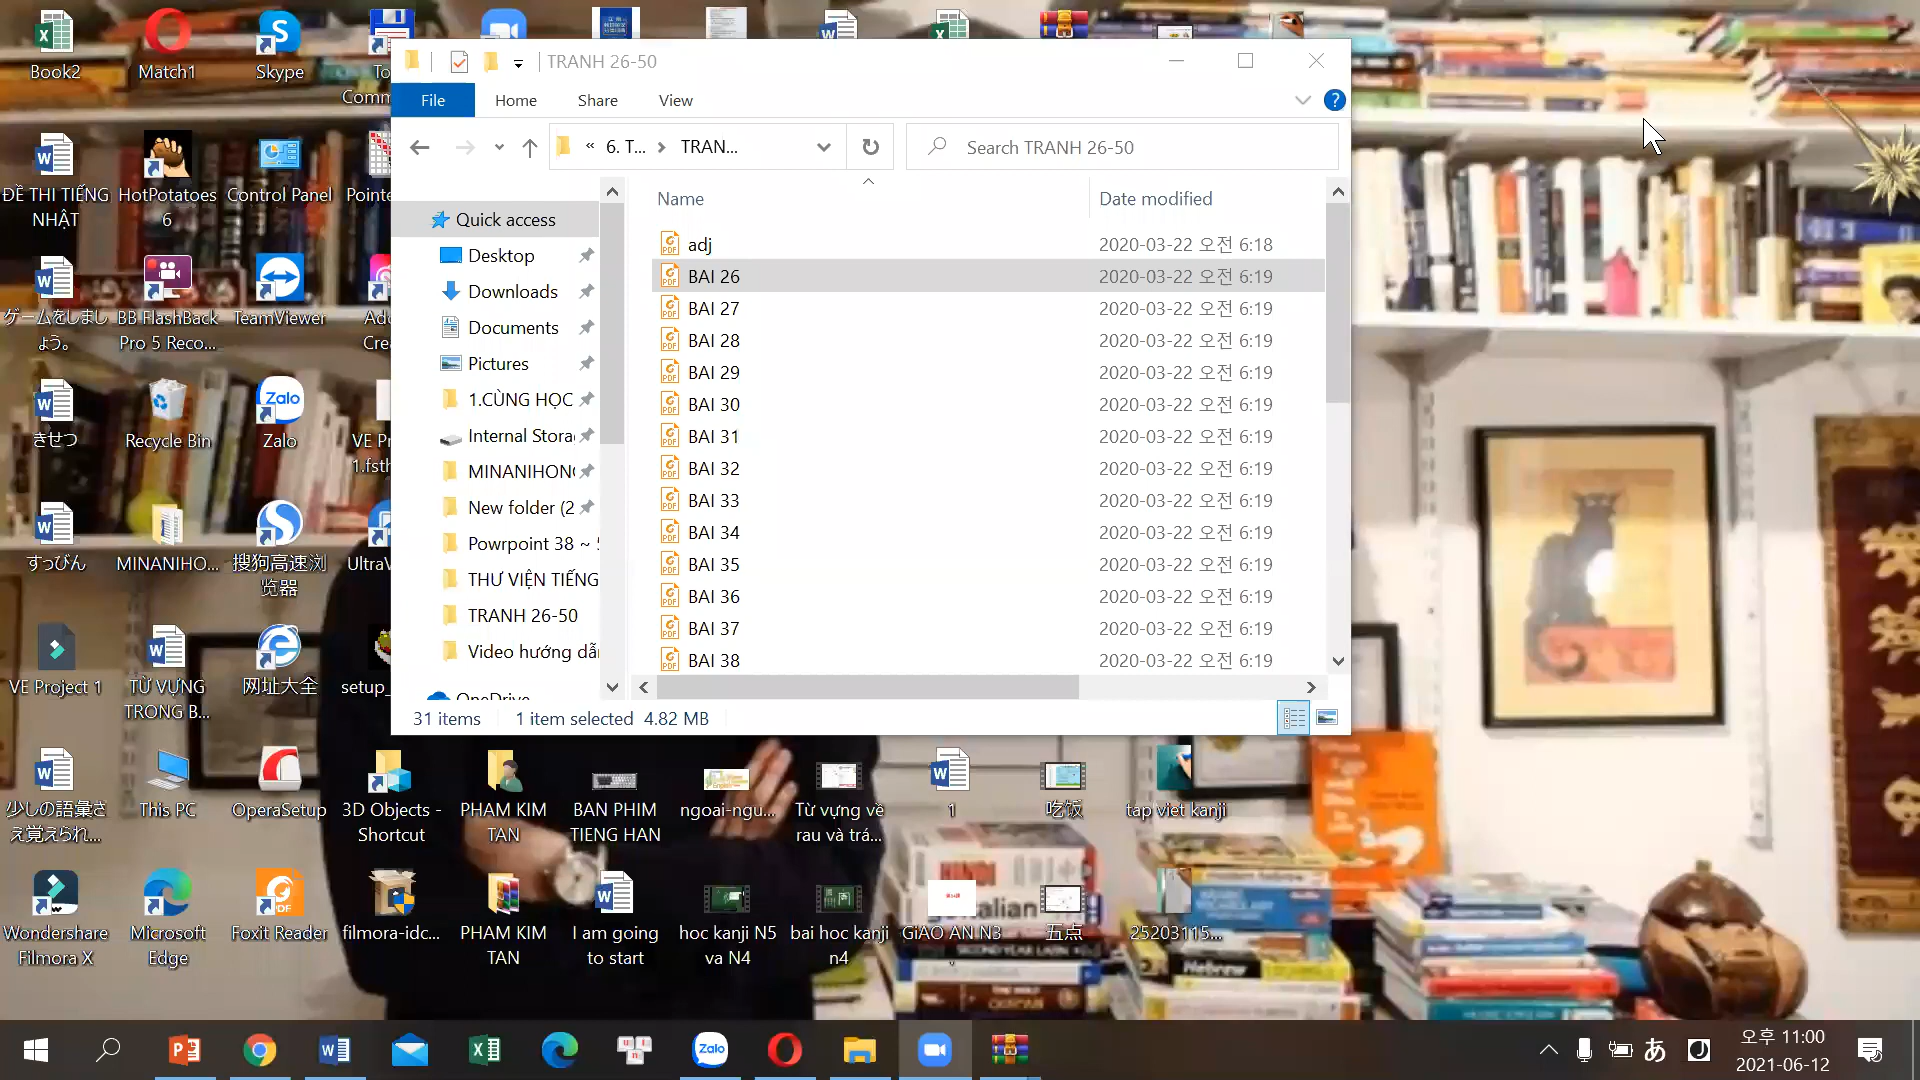 Book2
Match1
Skype
To
Comm
TRANH 26-50
File
Home
Share
View
« 6. T... > TRAN...
Search TRANH 26-50
ĐỀ THI TIẾNG
NHẬT
HotPotatoes
6
Control Panel
Pointe
Name
Date modified
Quick access
Desktop
Downloads
Documents
Pictures
1.CÙNG HỌC
Internal Stora
MINANIHON
New folder (2
Powrpoint 38 ~
THƯ VIỆN TIẾNG
TRANH 26-50
Video hướng dẫ
OneDrive
adj 2020-03-22 오전 6:18
BAI 26 2020-03-22 오전 6:19
BAI 27 2020-03-22 오전 6:19
BAI 28 2020-03-22 오전 6:19
BAI 29 2020-03-22 오전 6:19
BAI 30 2020-03-22 오전 6:19
BAI 31 2020-03-22 오전 6:19
BAI 32 2020-03-22 오전 6:19
BAI 33 2020-03-22 오전 6:19
BAI 34 2020-03-22 오전 6:19
BAI 35 2020-03-22 오전 6:19
BAI 36 2020-03-22 오전 6:19
BAI 37 2020-03-22 오전 6:19
BAI 38 2020-03-22 오전 6:19
31 items
1 item selected 4.82 MB
ゲームをしまし
ょう。
BB FlashBack
Pro 5 Reco...
TeamViewer
Ado
Crea
きせつ
Recycle Bin
Zalo
VE Pr
1.fsth
すっぴん
MINANIHO...
搜狗高速浏
览器
UltraV
VE Project 1
TỪ VỰNG
TRONG B...
网址大全
setup_
少しの語彙さ
え覚えられ...
This PC
OperaSetup
3D Objects -
Shortcut
PHAM KIM
TAN
BAN PHIM
TIENG HAN
ngoai-ngu...
Từ vựng về
rau và trá...
1
吃饭
tap viet kanji
Wondershare
Filmora X
Microsoft
Edge
Foxit Reader
filmora-idc...
PHAM KIM
TAN
I am going
to start
hoc kanji N5
va N4
bai hoc kanji
n4
GiAO AN N3
五点
25203115...
alian
Hebrew
Zalo
あ
오후 11:00
2021-06-12